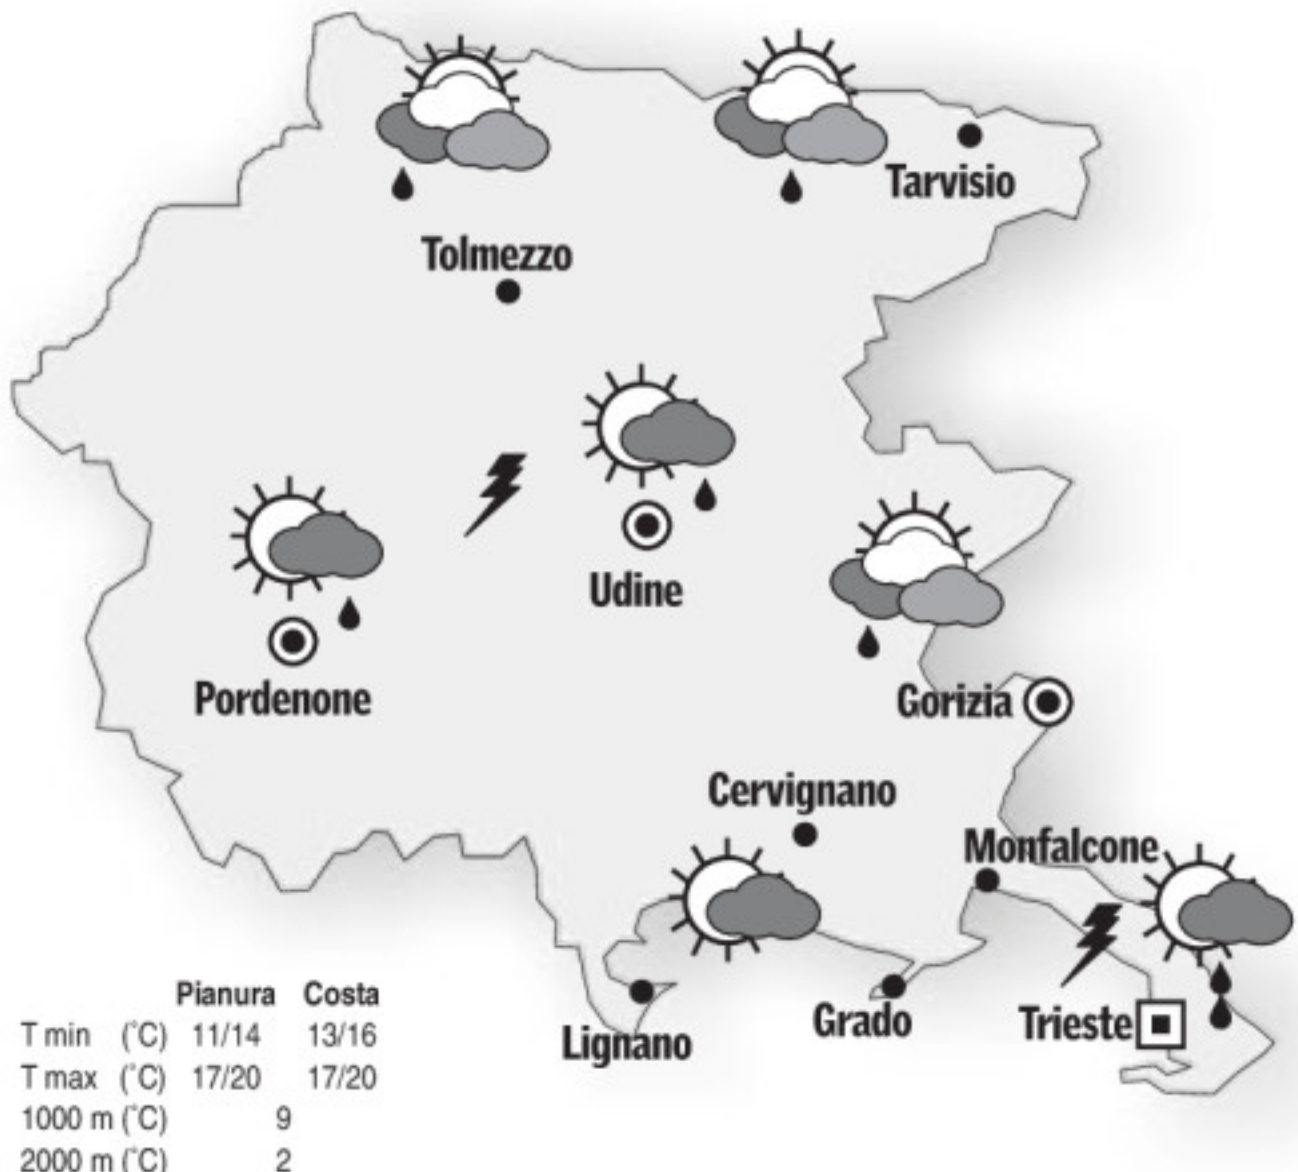 Tarvisio
Tolmezzo
Udine
Pordenone
Gorizia
Cervignano
Monfalcone
Grado
Trieste
Lignano
Pianura Costa
T min (°C) 11/14 13/16
T max (°C) 17/20 17/20
1000 m (°C) 9
2000 m (°C) 2